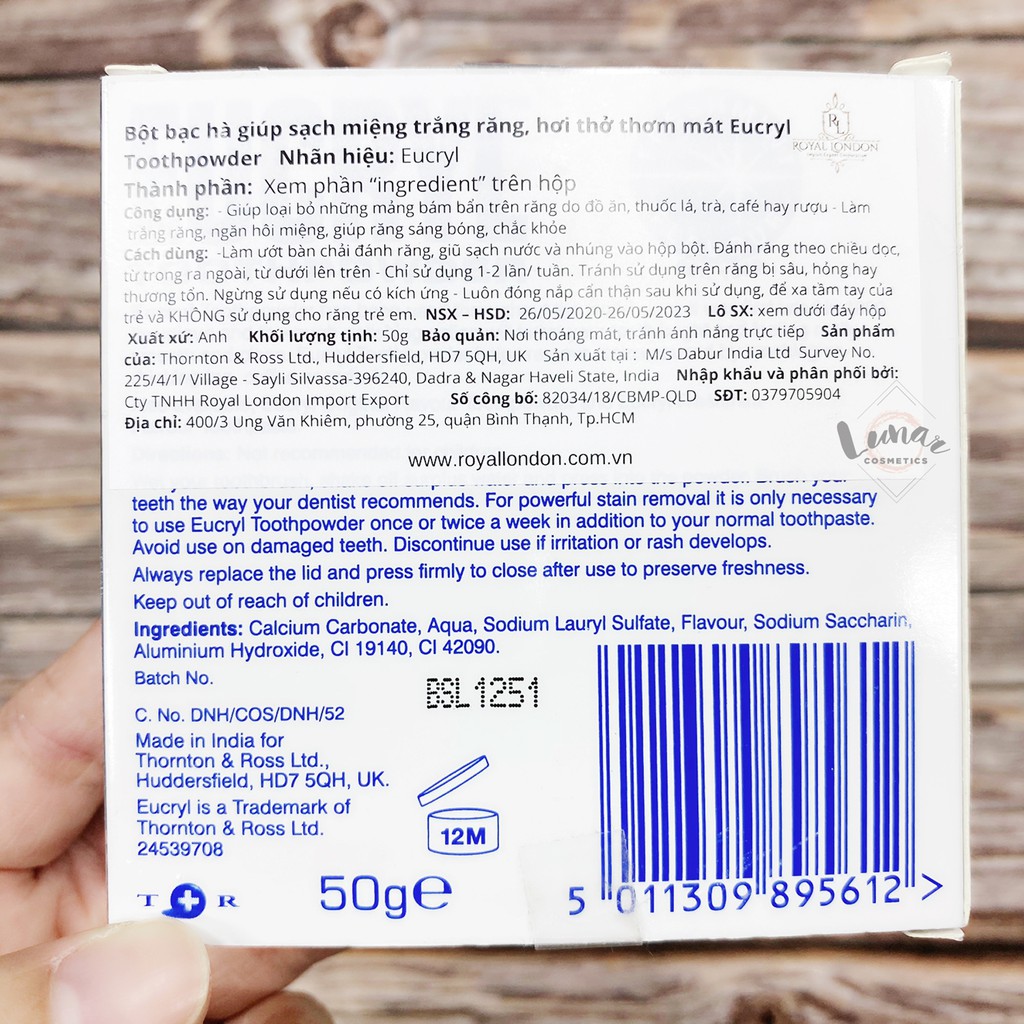 Bột bạc hà giúp sạch miệng trắng răng, hơi thở thơm mát Eucryl
Toothpowder Nhãn hiệu: Eucryl
RL
ROYAL LONDON
Thành phần: Xem phần “ingredient” trên hộp
Công dụng: - Giúp loại bỏ những mảng bám bẩn trên răng do đồ ăn, thuốc lá, trà, café hay rượu - Làm
trắng răng, ngăn hôi miệng, giúp răng sáng bóng, chắc khỏe
Cách dùng: -Làm ướt bàn chải đánh răng, giũ sạch nước và nhúng vào hộp bột. Đánh răng theo chiều dọc,
từ trong ra ngoài, từ dưới lên trên - Chỉ sử dụng 1-2 lần/ tuần. Tránh sử dụng trên răng bị sâu, hỏng hay
thương tổn. Ngừng sử dụng nếu có kích ứng - Luôn đóng nắp cẩn thận sau khi sử dụng, để xa tầm tay của
trẻ và KHÔNG sử dụng cho răng trẻ em. NSX – HSD: 26/05/2020-26/05/2023 Lô SX: xem dưới đáy hộp
Xuất xứ: Anh Khối lượng tịnh: 50g Bảo quản: Nơi thoáng mát, tránh ánh nắng trực tiếp Sản phẩm
của: Thornton & Ross Ltd., Huddersfield, HD7 5QH, UK Sản xuất tại : M/s Dabur India Ltd Survey No.
225/4/1/ Village - Sayli Silvassa-396240, Dadra & Nagar Haveli State, India Nhập khẩu và phân phối bởi:
Cty TNHH Royal London Import Export Số công bố: 82034/18/CBMP-QLD SĐT: 0379705904
Địa chỉ: 400/3 Ung Văn Khiêm, phường 25, quận Bình Thạnh, Tp.HCM
Lunar
COSMETICS
www.royallondon.com.vn
teeth the way your dentist recommends. For powerful stain removal it is only necessary
to use Eucryl Toothpowder once or twice a week in addition to your normal toothpaste.
Avoid use on damaged teeth. Discontinue use if irritation or rash develops.
Always replace the lid and press firmly to close after use to preserve freshness.
Keep out of reach of children.
Ingredients: Calcium Carbonate, Aqua, Sodium Lauryl Sulfate, Flavour, Sodium Saccharin,
Aluminium Hydroxide, CI 19140, CI 42090.
Batch No.
BSL1251
C. No. DNH/COS/DNH/52
Made in India for
Thornton & Ross Ltd.,
Huddersfield, HD7 5QH, UK.
Eucryl is a Trademark of
Thornton & Ross Ltd.
24539708
12M
T R
50g℮
5 011309 895612 >